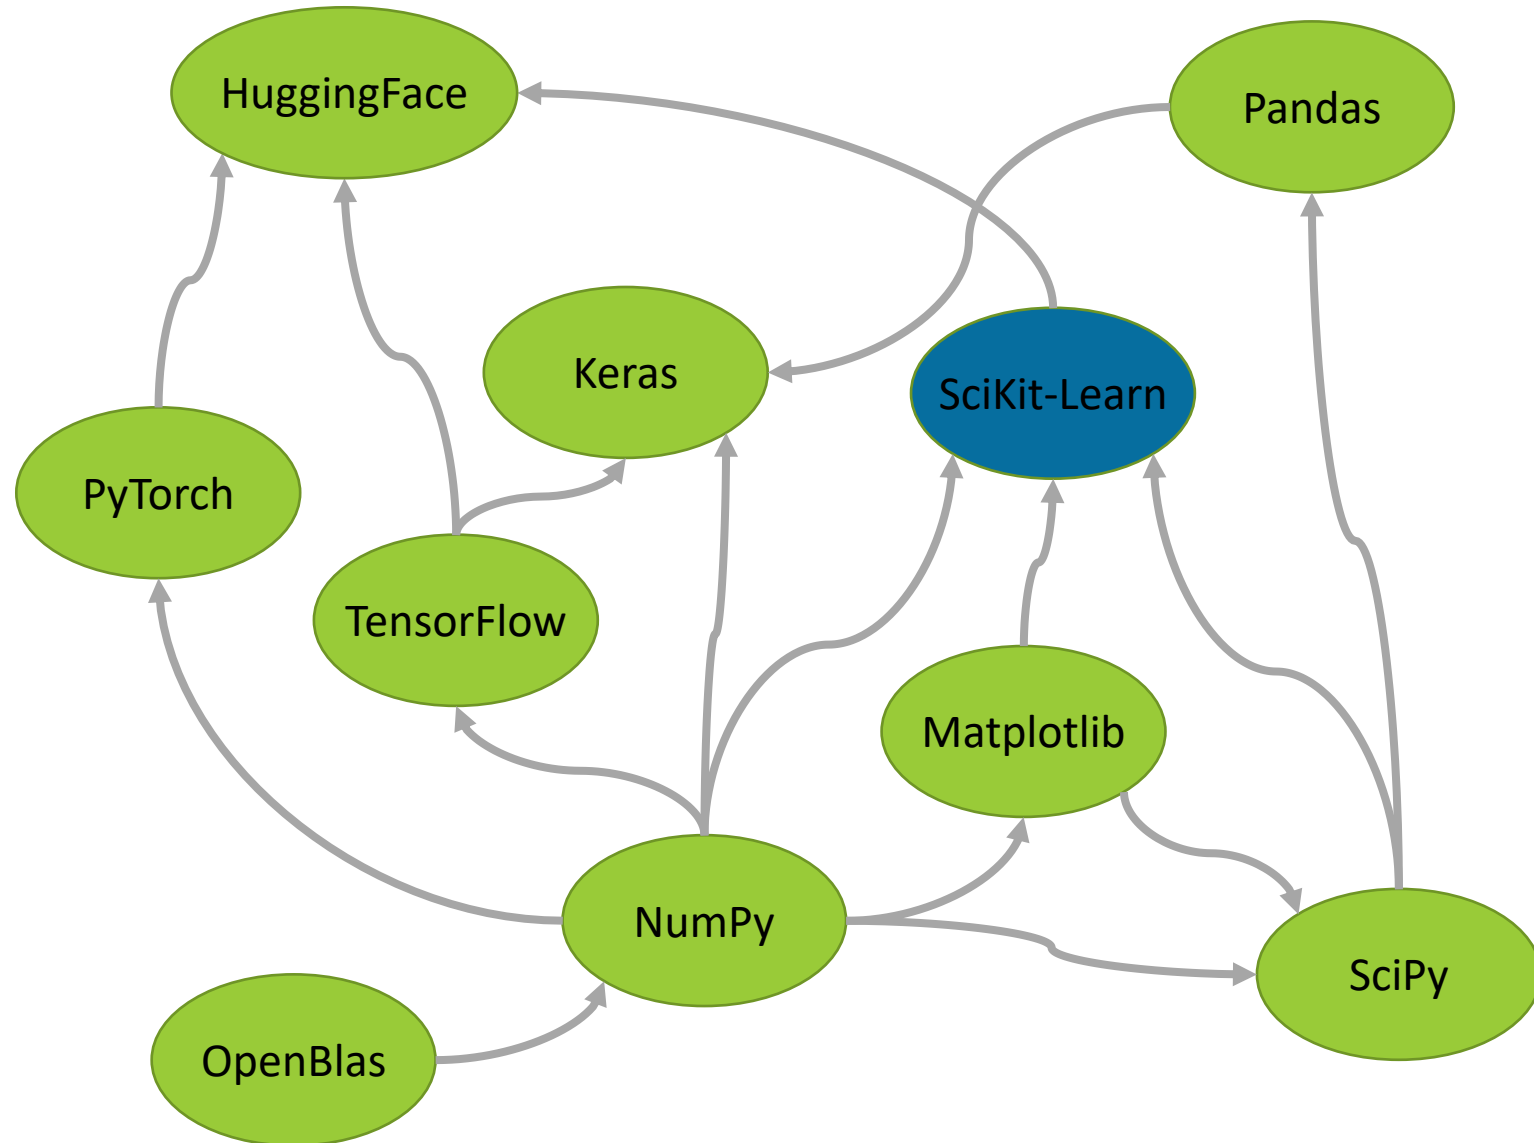 HuggingFace
Pandas
Keras
SciKit-Learn
PyTorch
TensorFlow
Matplotlib
NumPy
SciPy
OpenBlas